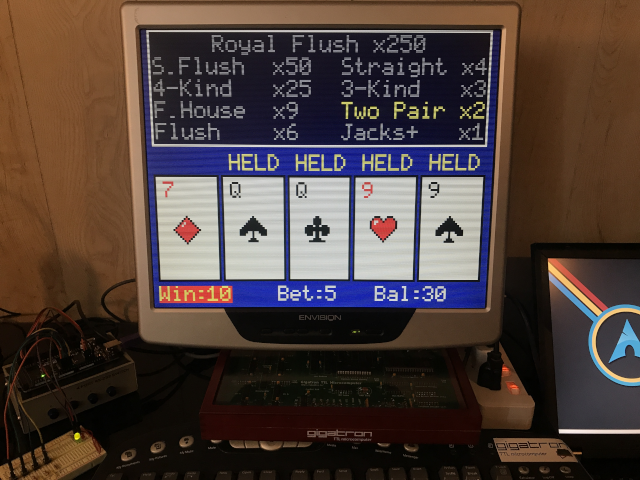 Royal Flush x250
S.Flush x50 Straight x4
4-Kind x25 3-Kind x3
F.House x9 Two Pair x2
Flush x6 Jacks+ x1
HELD HELD HELD HELD
7 Q Q 9 9
Win:10 Bet:5 Bal:30
ENVISION
gigatron
TTL microcomputer
gigatron